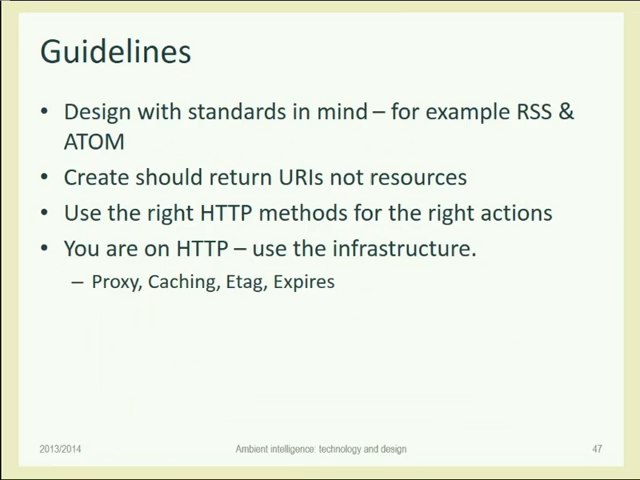 Guidelines
• Design with standards in mind – for example RSS &
ATOM
• Create should return URIs not resources
• Use the right HTTP methods for the right actions
• You are on HTTP – use the infrastructure.
– Proxy, Caching, Etag, Expires
2013/2014
Ambient intelligence: technology and design
47